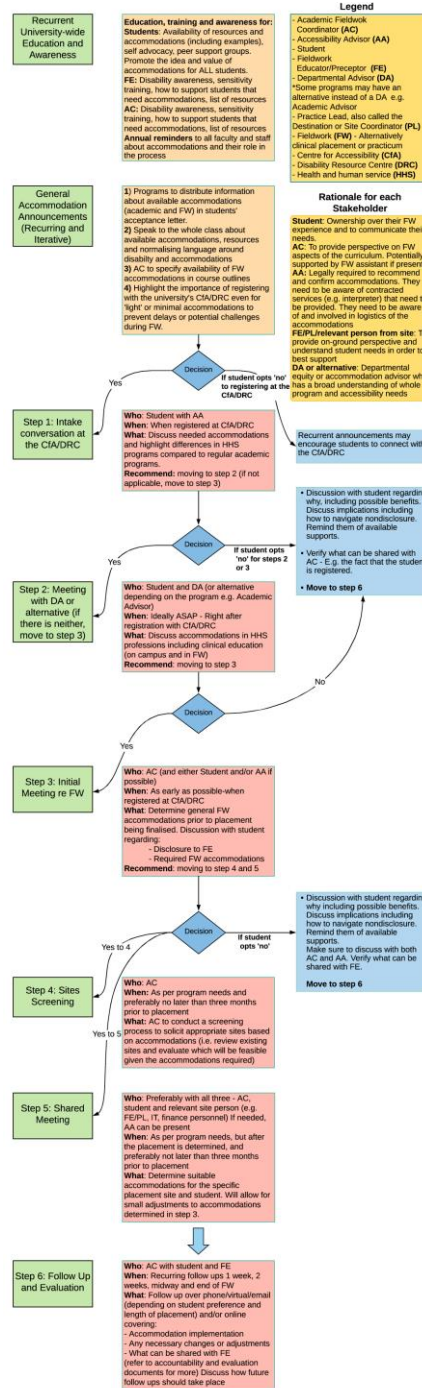 Recurrent
University-wide
Education and
Awareness
Education, training and awareness for:
Students: Availability of resources and
accommodations (including examples),
self advocacy, peer support groups.
Promote the idea and value of
accommodations for ALL students.
FE: Disability awareness, sensitivity
training, how to support students that
need accommodations, list of resources
AC: Disability awareness, sensitivity
training, how to support students that
need accommodations, list of resources
Annual reminders to all faculty and staff
about accommodations and their role in
the process
Legend
- Academic Fieldwok
Coordinator (AC)
- Accessibility Advisor (AA)
- Student
- Fieldwork
Educator/Preceptor (FE)
- Departmental Advisor (DA)
*Some programs may have an
alternative instead of a DA e.g.
Academic Advisor
- Practice Lead, also called the
Destination or Site Coordinator (PL)
- Fieldwork (FW) - Alternatively
clinical placement or practicum
- Centre for Accessibility (CfA)
- Disability Resource Centre (DRC)
- Health and human service (HHS)
General
Accommodation
Announcements
(Recurring and
Iterative)
1) Programs to distribute information
about available accommodations
(academic and FW) in students'
acceptance letter.
2) Speak to the whole class about
available accommodations, resources
and normalising language around
disability and accommodations
3) AC to specify availability of FW
accommodations in course outlines
4) Highlight the importance of registering
with the university's CfA/DRC even for
'light' or minimal accommodations to
prevent delays or potential challenges
during FW.
Rationale for each
Stakeholder
Student: Ownership over their FW
experience and to communicate their
needs.
AC: To provide perspective on FW
aspects of the curriculum. Potentially
supported by FW assistant if present
AA: Legally required to recommend
and confirm accommodations. They
need to be aware of contracted
services (e.g. interpreter) that need t
be provided. They need to be aware
of and involved in logistics of the
accommodations
FE/PL/relevant person from site: T
provide on-ground perspective and
understand student needs in order to
best support
DA or alternative: Departmental
equity or accommodation advisor wh
has a broad understanding of whole
program and accessibility needs
Decision
Yes
If student opts 'no'
to registering at the
CfA/DRC
Step 1: Intake
conversation at
the CfA/DRC
Who: Student with AA
When: When registered at CfA/DRC
What: Discuss needed accommodations
and highlight differences in HHS
programs compared to regular academic
programs.
Recommend: moving to step 2 (if not
applicable, move to step 3)
Recurrent announcements may
encourage students to connect with
the CfA/DRC
Decision
Yes
If student opts
'no' for steps 2
or 3
• Discussion with student regardin
why, including possible benefits.
Discuss implications including
how to navigate nondisclosure.
Remind them of available
supports.
• Verify what can be shared with
AC - E.g. the fact that the student
is registered.
• Move to step 6
Step 2: Meeting
with DA or
alternative (if
there is neither,
move to step 3)
Who: Student and DA (or alternative
depending on the program e.g. Academic
Advisor)
When: Ideally ASAP - Right after
registration with CfA/DRC
What: Discuss accommodations in HHS
professions including clinical education
(on campus and in FW)
Recommend: moving to step 3
No
Decision
Yes
Step 3: Initial
Meeting re FW
Who: AC (and either Student and/or AA if
possible)
When: As early as possible-when
registered at CfA/DRC
What: Determine general FW
accommodations prior to placement
being finalised. Discussion with student
regarding:
- Disclosure to FE
- Required FW accommodations
Recommend: moving to step 4 and 5
Decision
Yes to 4
If student
opts 'no'
• Discussion with student regardin
why including possible benefits.
Discuss implications including
how to navigate nondisclosure.
Remind them of available
supports.
Make sure to discuss with both
AC and AA. Verify what can be
shared with FE.
Move to step 6
Step 4: Sites
Screening
Who: AC
When: As per program needs and
preferably no later than three months
prior to placement
What: AC to conduct a screening
process to solicit appropriate sites based
on accommodations (i.e. review existing
sites and evaluate which will be feasible
given the accommodations required)
Yes to 5
Step 5: Shared
Meeting
Who: Preferably with all three - AC,
student and relevant site person (e.g.
FE/PL, IT, finance personnel) If needed,
AA can be present
When: As per program needs, but after
the placement is determined, and
preferably not later than three months
prior to placement
What: Determine suitable
accommodations for the specific
placement site and student. Will allow for
small adjustments to accommodations
determined in step 3.
Step 6: Follow Up
and Evaluation
Who: AC with student and FE
When: Recurring follow ups 1 week, 2
weeks, midway and end of FW
What: Follow up over phone/virtual/email
(depending on student preference and
length of placement) and/or online
covering:
- Accommodation implementation
- Any necessary changes or adjustments
- What can be shared with FE
(refer to accountability and evaluation
documents for more) Discuss how future
follow ups should take place